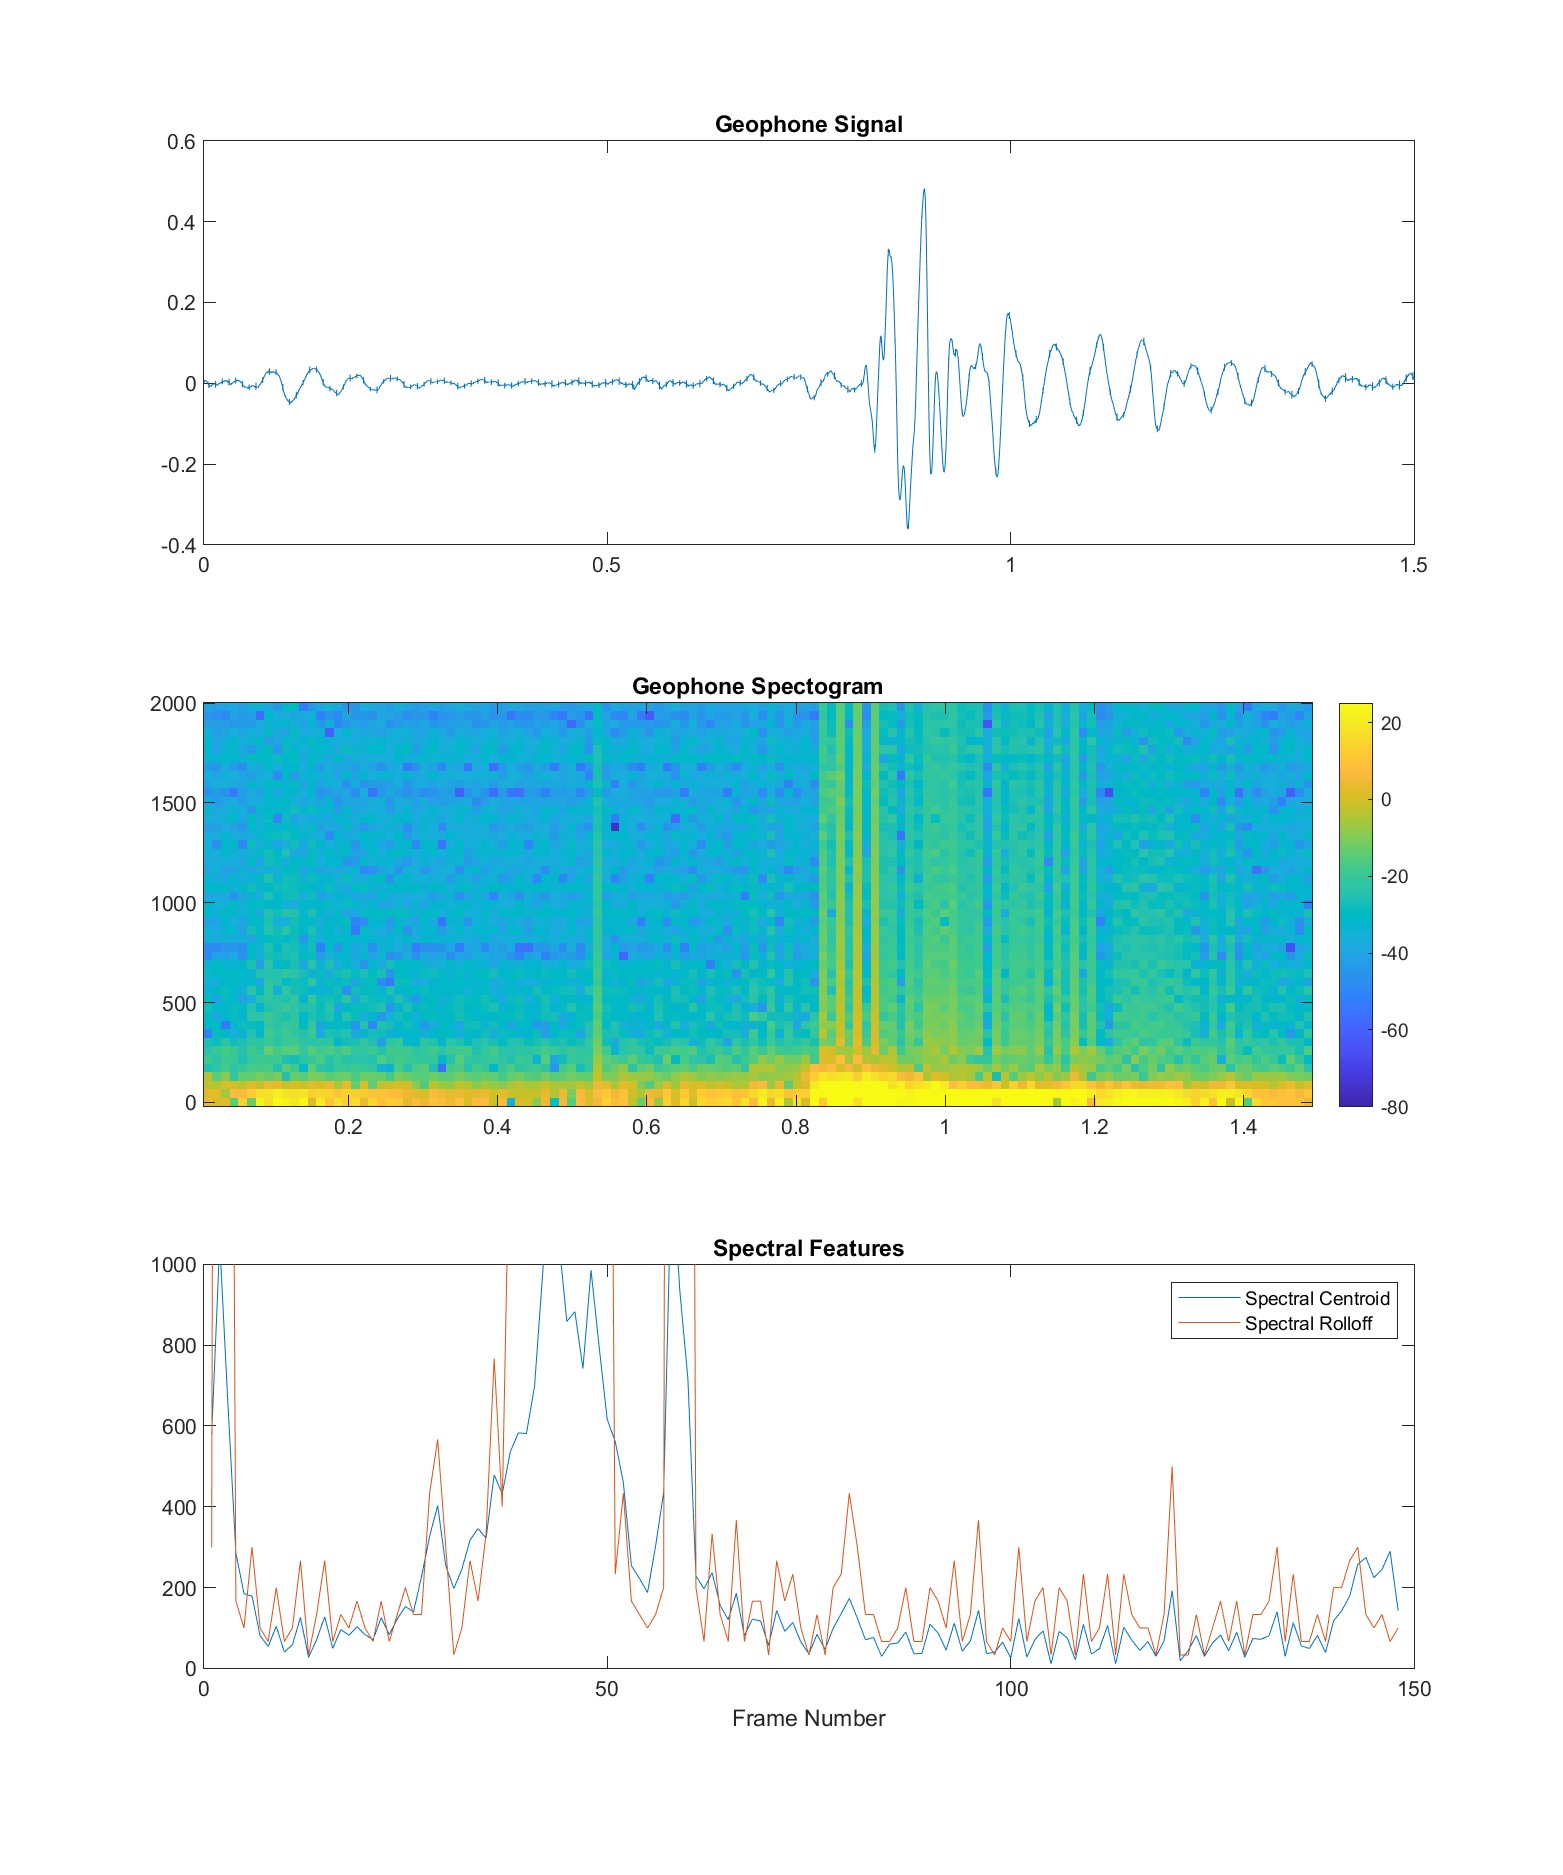 Geophone Signal
0.6
0.4
0.2
0
-0.2
-0.4
0 0.5 1 1.5
Geophone Spectogram
2000
1500
1000
500
0
0.2 0.4 0.6 0.8 1 1.2 1.4
20
0
-20
-40
-60
-80
Spectral Features
1000
800
600
400
200
0
Spectral Centroid
Spectral Rolloff
0 50 100 150
Frame Number